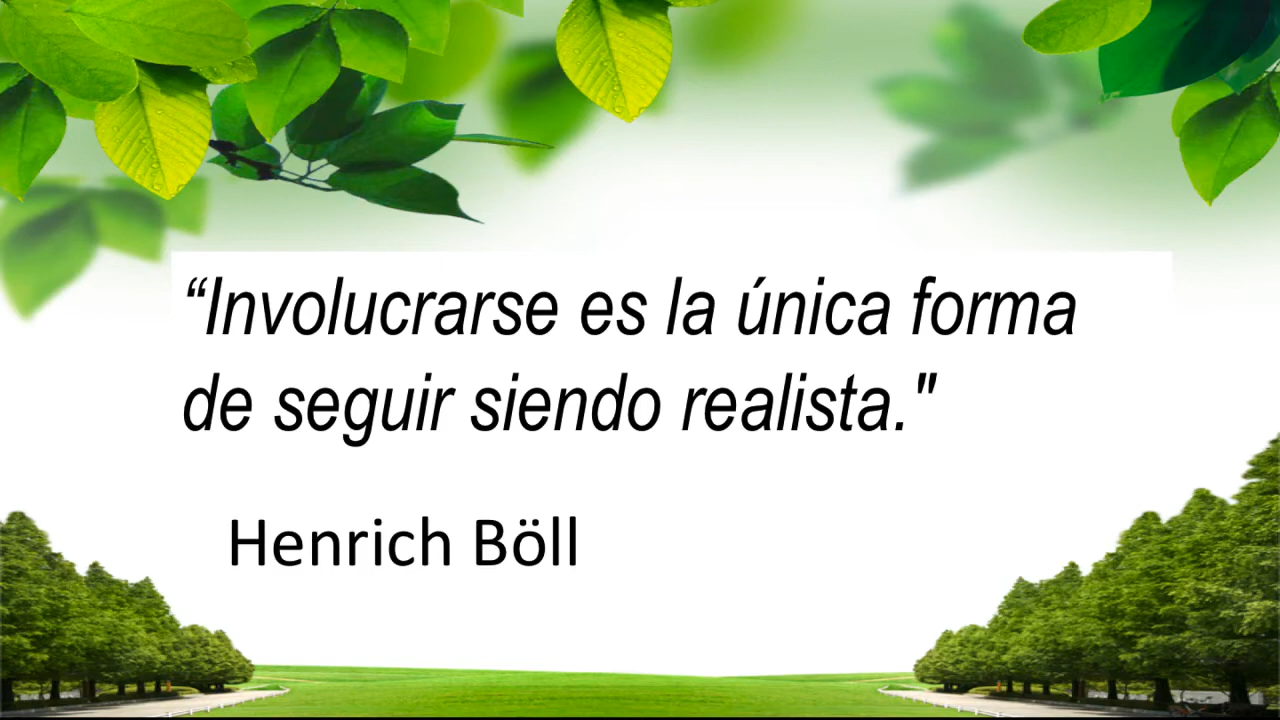 “Involucrarse es la única forma
de seguir siendo realista."
Henrich Böll